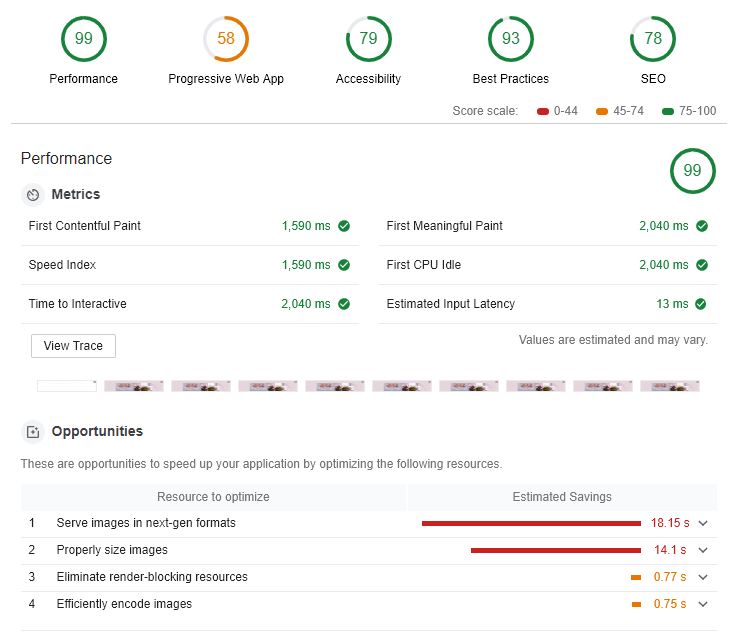 99 58 79 93 78
Performance Progressive Web App Accessibility Best Practices SEO
Score scale: 0-44 45-74 75-100
Performance 99
Metrics
First Contentful Paint 1,590 ms First Meaningful Paint 2,040 ms
Speed Index 1,590 ms First CPU Idle 2,040 ms
Time to Interactive 2,040 ms Estimated Input Latency 13 ms
View Trace Values are estimated and may vary.
Opportunities
These are opportunities to speed up your application by optimizing the following resources.
Resource to optimize Estimated Savings
1 Serve images in next-gen formats 18.15 s
2 Properly size images 14.1 s
3 Eliminate render-blocking resources 0.77 s
4 Efficiently encode images 0.75 s